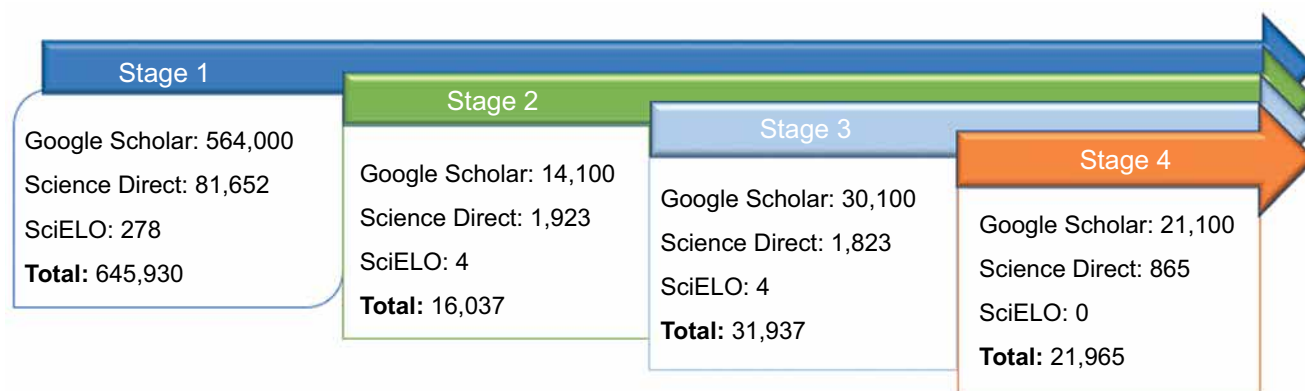 Stage 1
Google Scholar: 564,000
Science Direct: 81,652
SciELO: 278
Total: 645,930
Stage 2
Google Scholar: 14,100
Science Direct: 1,923
SciELO: 4
Total: 16,037
Stage 3
Google Scholar: 30,100
Science Direct: 1,823
SciELO: 4
Total: 31,937
Stage 4
Google Scholar: 21,100
Science Direct: 865
SciELO: 0
Total: 21,965